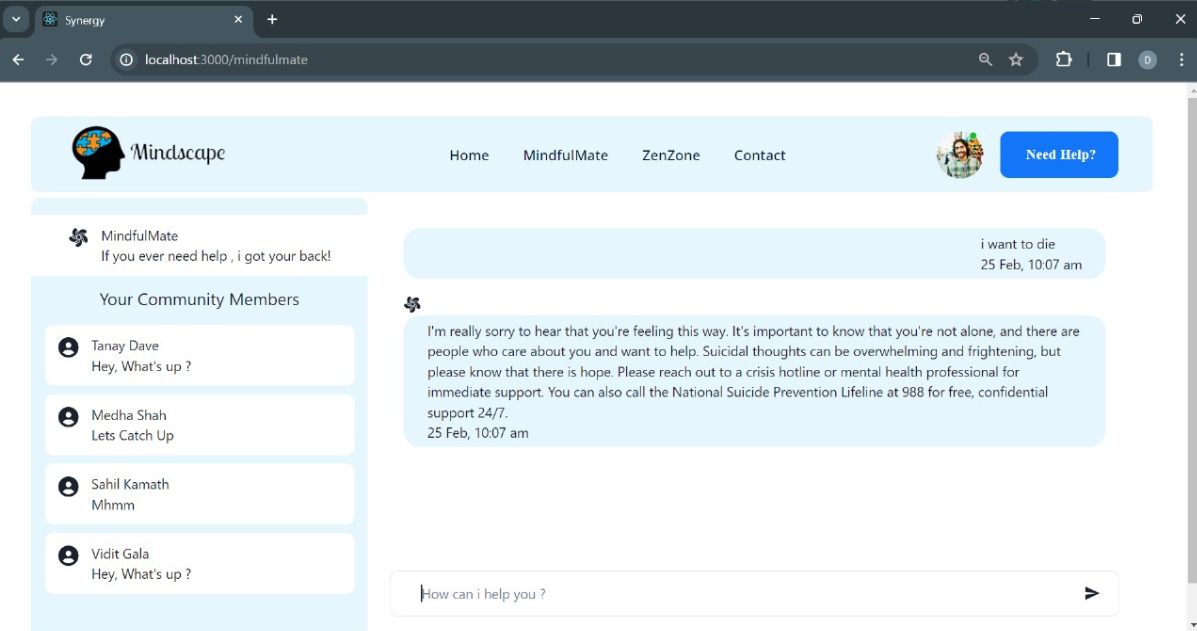 Synergy
localhost:3000/mindfulmate
D
Mindscape
Home MindfulMate ZenZone Contact
Need Help?
MindfulMate
If you ever need help , i got your back!
Your Community Members
Tanay Dave
Hey, What's up ?
Medha Shah
Lets Catch Up
Sahil Kamath
Mhmm
Vidit Gala
Hey, What's up ?
i want to die
25 Feb, 10:07 am
I'm really sorry to hear that you're feeling this way. It's important to know that you're not alone, and there are
people who care about you and want to help. Suicidal thoughts can be overwhelming and frightening, but
please know that there is hope. Please reach out to a crisis hotline or mental health professional for
immediate support. You can also call the National Suicide Prevention Lifeline at 988 for free, confidential
support 24/7.
25 Feb, 10:07 am
How can i help you ?